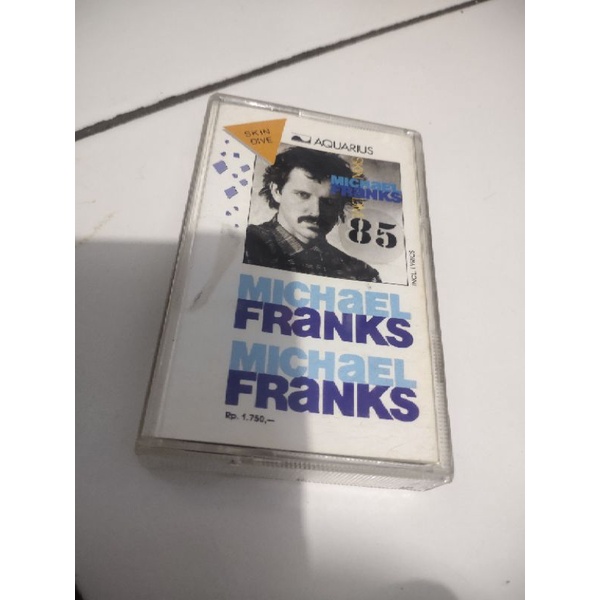 SKIN
DIVE
AQUARIUS
MICHaEL
FRaNKS
85
INCL. LYRICS
MICHaEL
FRaNKS
MICHaEL
FRaNKS
Rp. 1.750,—